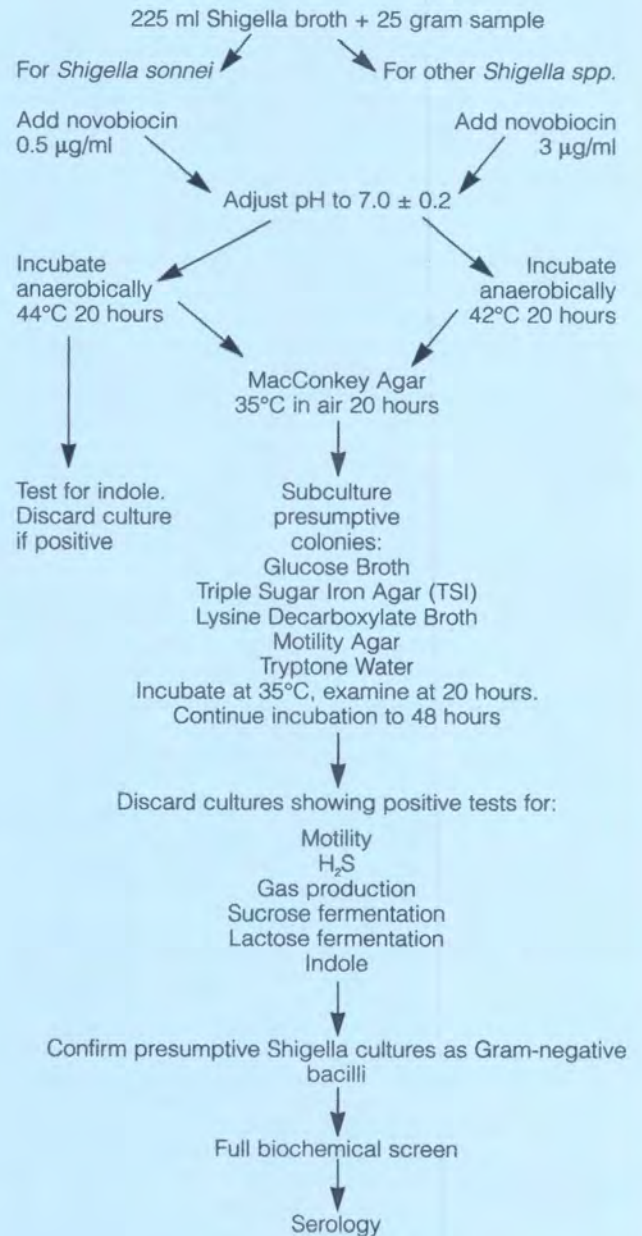 225 ml Shigella broth + 25 gram sample
For Shigella sonnei
For other Shigella spp.
Add novobiocin
0.5 µg/ml
Add novobiocin
3 µg/ml
Adjust pH to 7.0 ± 0.2
Incubate
anaerobically
44°C 20 hours
Incubate
anaerobically
42°C 20 hours
MacConkey Agar
35°C in air 20 hours
Test for indole.
Discard culture
if positive
Subculture
presumptive
colonies:
Glucose Broth
Triple Sugar Iron Agar (TSI)
Lysine Decarboxylate Broth
Motility Agar
Tryptone Water
Incubate at 35°C, examine at 20 hours.
Continue incubation to 48 hours
Discard cultures showing positive tests for:
Motility
H₂S
Gas production
Sucrose fermentation
Lactose fermentation
Indole
Confirm presumptive Shigella cultures as Gram-negative
bacilli
Full biochemical screen
Serology